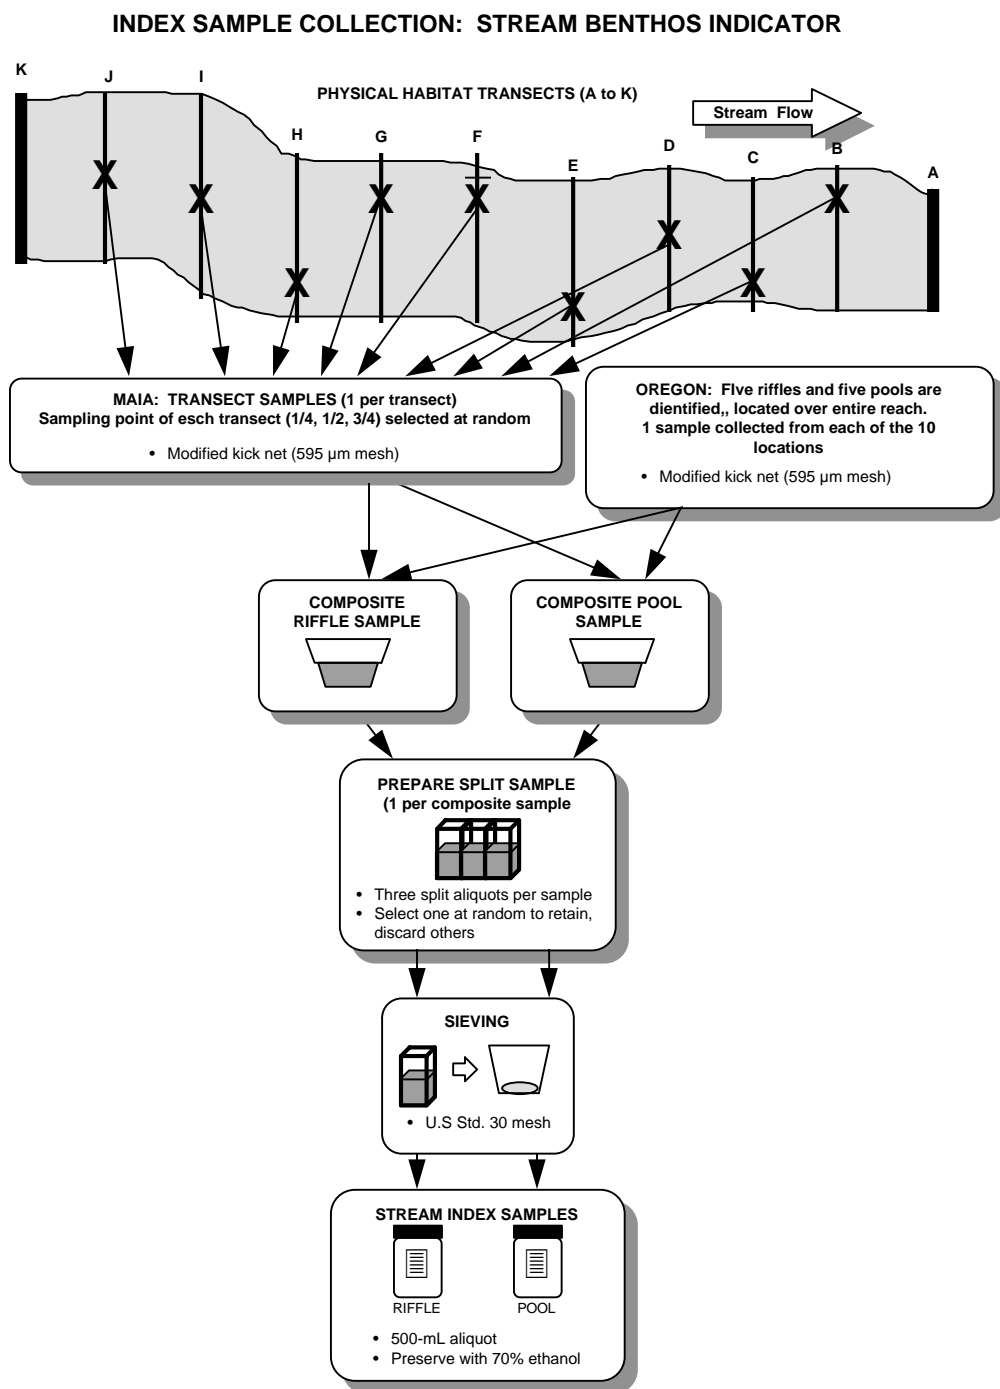 INDEX SAMPLE COLLECTION: STREAM BENTHOS INDICATOR
K
J
I
PHYSICAL HABITAT TRANSECTS (A to K)
Stream Flow
H
G
F
E
D
C
B
A
X
X
X
X
X
X
X
X
X
MAIA: TRANSECT SAMPLES (1 per transect)
Sampling point of esch transect (1/4, 1/2, 3/4) selected at random
• Modified kick net (595 µm mesh)
OREGON: FIve riffles and five pools are
dientified,, located over entire reach.
1 sample collected from each of the 10
locations
• Modified kick net (595 µm mesh)
COMPOSITE
RIFFLE SAMPLE
COMPOSITE POOL
SAMPLE
PREPARE SPLIT SAMPLE
(1 per composite sample
• Three split aliquots per sample
• Select one at random to retain,
discard others
SIEVING
• U.S Std. 30 mesh
STREAM INDEX SAMPLES
RIFFLE
POOL
• 500-mL aliquot
• Preserve with 70% ethanol